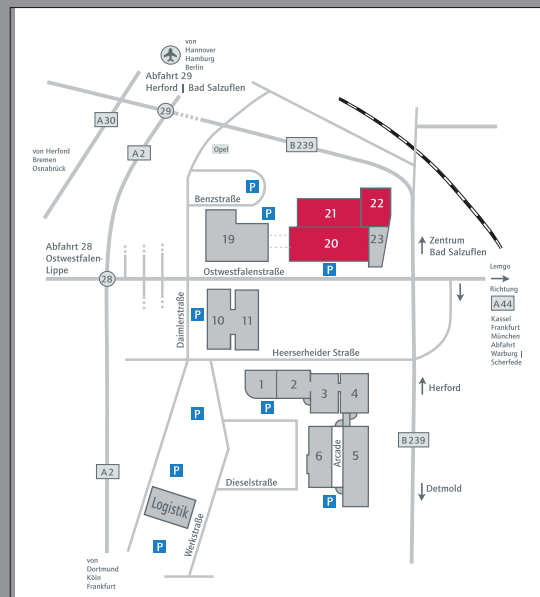 von
Hannover
Hamburg
Berlin
Abfahrt 29
Herford | Bad Salzuflen
29
A30
A2
B239
Opel
von Herford
Bremen
Osnabrück
P
Benzstraße
P
22
21
19
20
23
Zentrum
Bad Salzuflen
Abfahrt 28
Ostwestfalen-
Lippe
P
Ostwestfalenstraße
28
Lemgo
Richtung
A44
Kassel
Frankfurt
München
Abfahrt
Warburg |
Scherfede
Daimlerstraße
P
10
11
Heerserheider Straße
1
2
3
4
Herford
P
P
B239
6
Arcade
5
A2
P
Dieselstraße
Detmold
P
Logistik
Werkstraße
P
von
Dortmund
Köln
Frankfurt